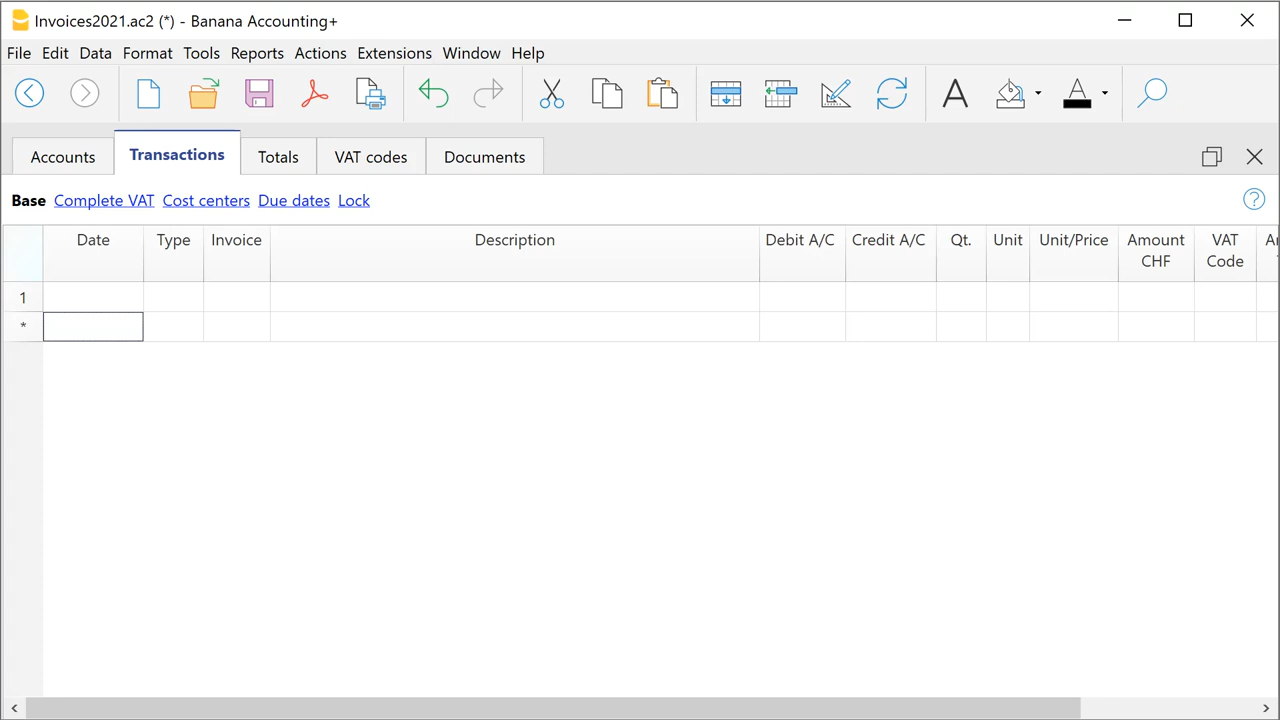 Invoices2021.ac2 (*) - Banana Accounting+
File Edit Data Format Tools Reports Actions Extensions Window Help
Accounts Transactions Totals VAT codes Documents
Base Complete VAT Cost centers Due dates Lock
Date Type Invoice Description Debit A/C Credit A/C Qt. Unit Unit/Price Amount CHF VAT Code
1
*